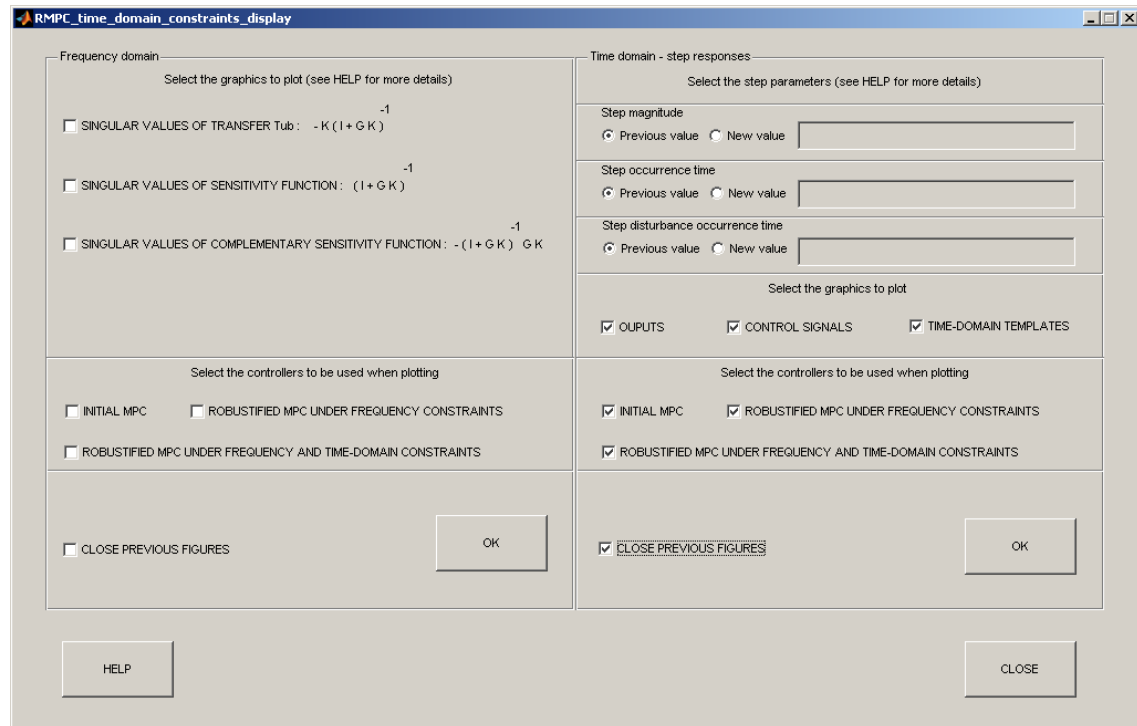 RMPC_time_domain_constraints_display
Frequency domain
Select the graphics to plot (see HELP for more details)
-1
SINGULAR VALUES OF TRANSFER Tub : - K ( I + G K )
-1
SINGULAR VALUES OF SENSITIVITY FUNCTION : ( I + G K )
-1
SINGULAR VALUES OF COMPLEMENTARY SENSITIVITY FUNCTION : - ( I + G K ) G K
Select the controllers to be used when plotting
INITIAL MPC ROBUSTIFIED MPC UNDER FREQUENCY CONSTRAINTS
ROBUSTIFIED MPC UNDER FREQUENCY AND TIME-DOMAIN CONSTRAINTS
CLOSE PREVIOUS FIGURES
OK
Time domain - step responses
Select the step parameters (see HELP for more details)
Step magnitude
Previous value New value
Step occurrence time
Previous value New value
Step disturbance occurrence time
Previous value New value
Select the graphics to plot
OUPUTS CONTROL SIGNALS TIME-DOMAIN TEMPLATES
Select the controllers to be used when plotting
INITIAL MPC ROBUSTIFIED MPC UNDER FREQUENCY CONSTRAINTS
ROBUSTIFIED MPC UNDER FREQUENCY AND TIME-DOMAIN CONSTRAINTS
CLOSE PREVIOUS FIGURES
OK
HELP
CLOSE